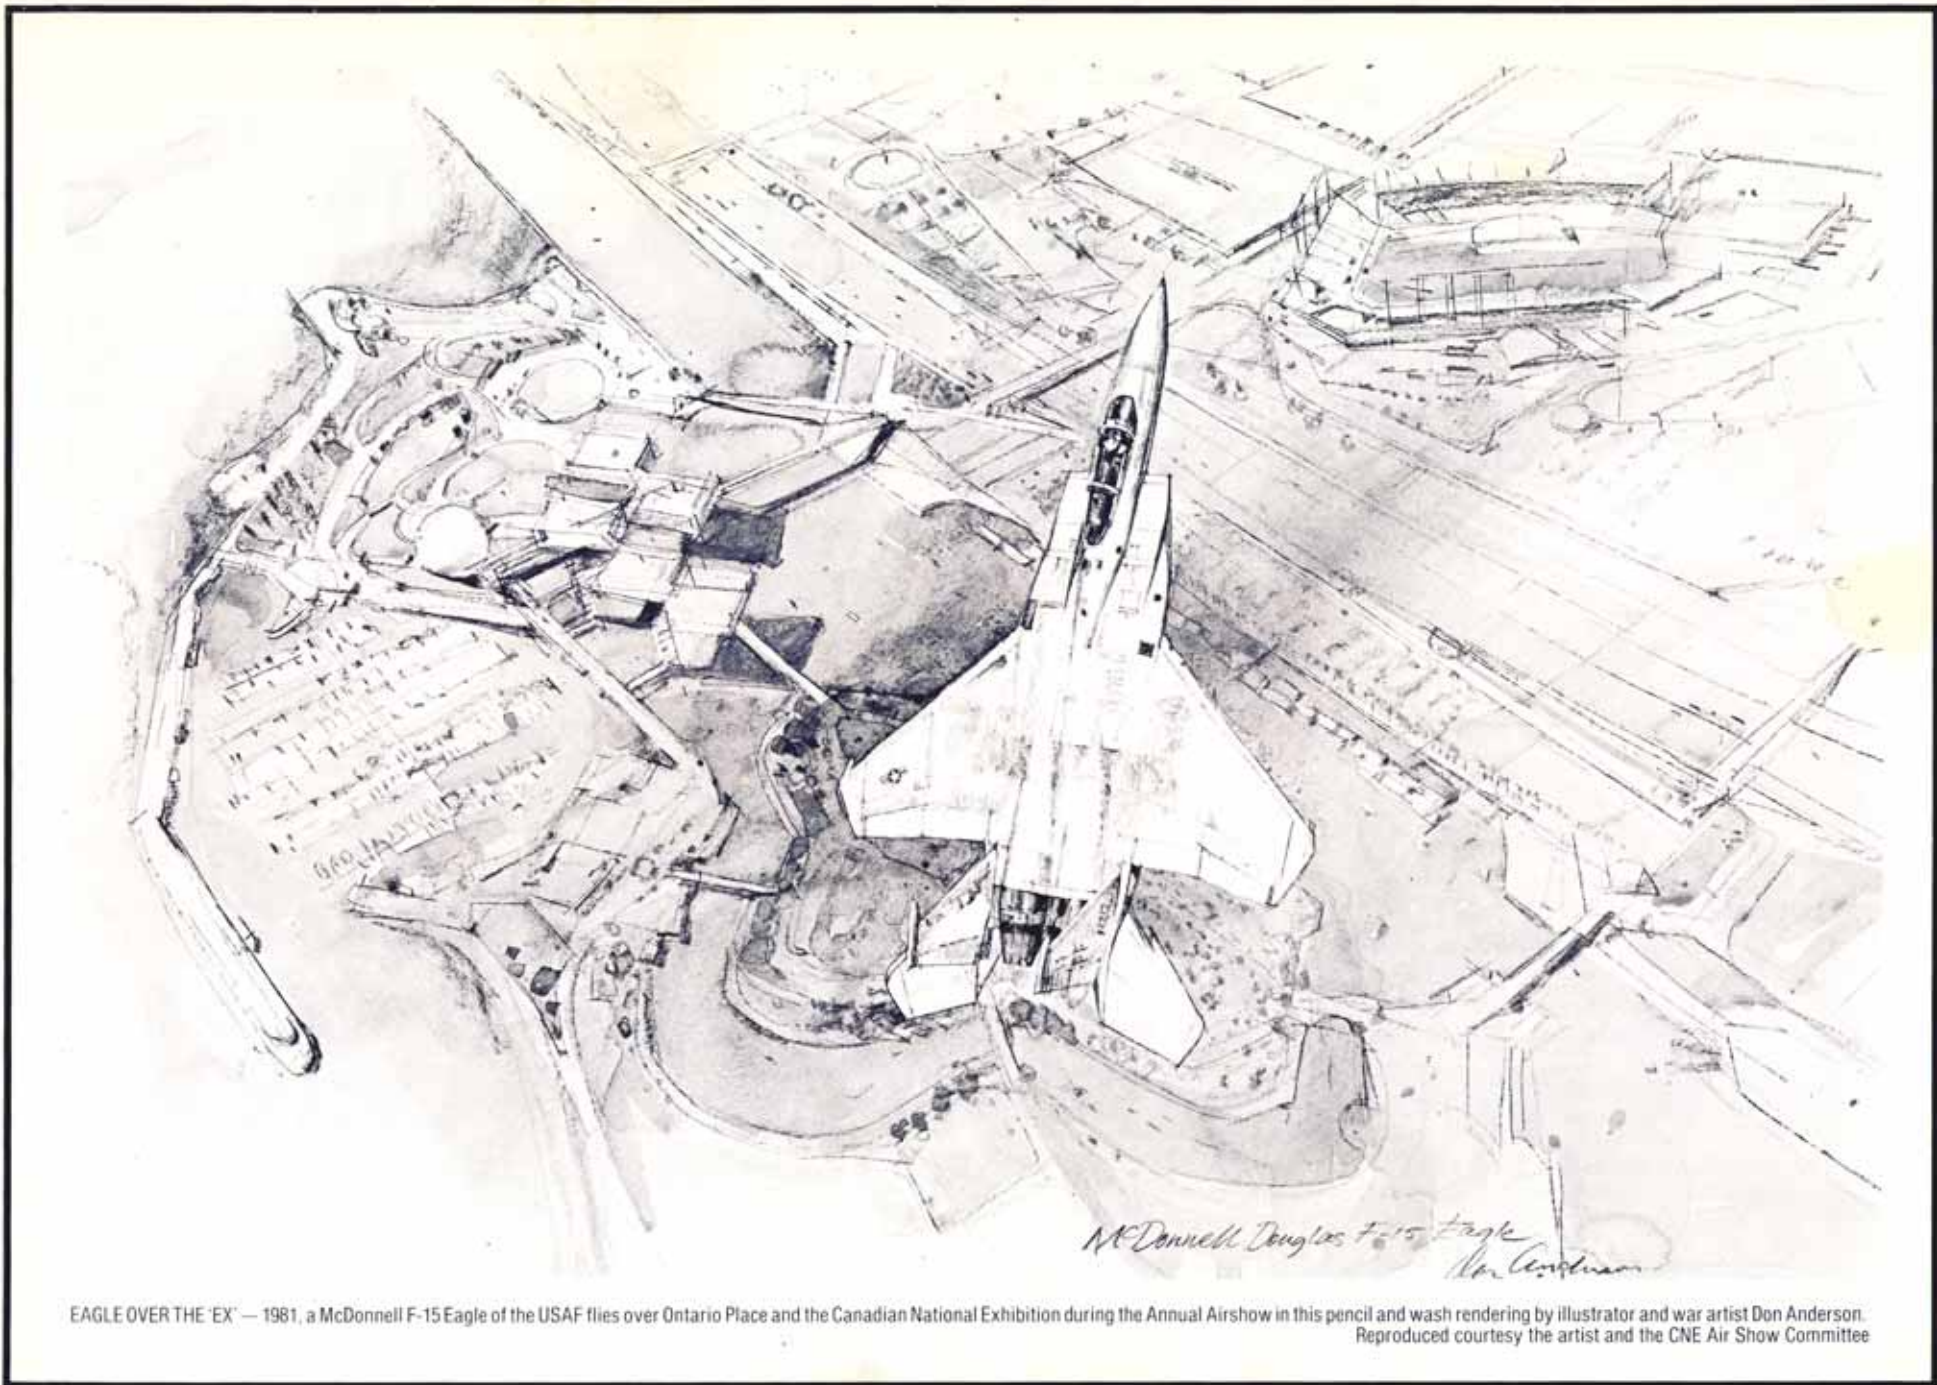 McDonnell Douglas F-15 Eagle
Don Anderson
EAGLE OVER THE 'EX' — 1981, a McDonnell F-15 Eagle of the USAF flies over Ontario Place and the Canadian National Exhibition during the Annual Airshow in this pencil and wash rendering by illustrator and war artist Don Anderson.
Reproduced courtesy the artist and the CNE Air Show Committee